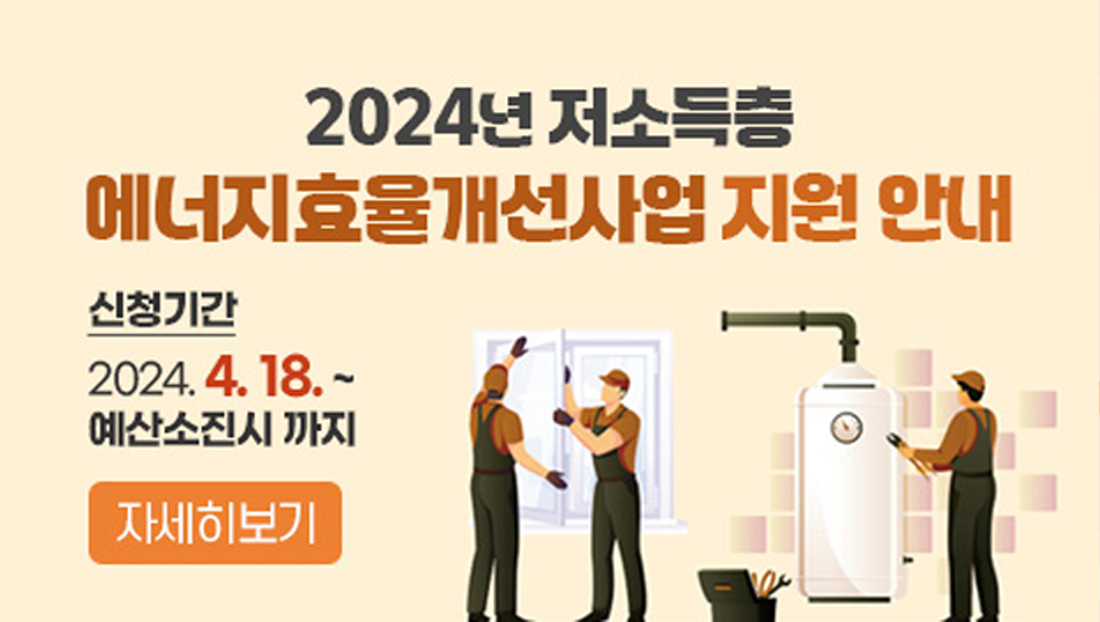 2024년 저소득층
에너지효율개선사업 지원 안내
신청기간
2024. 4. 18. ~
예산소진시 까지
자세히보기